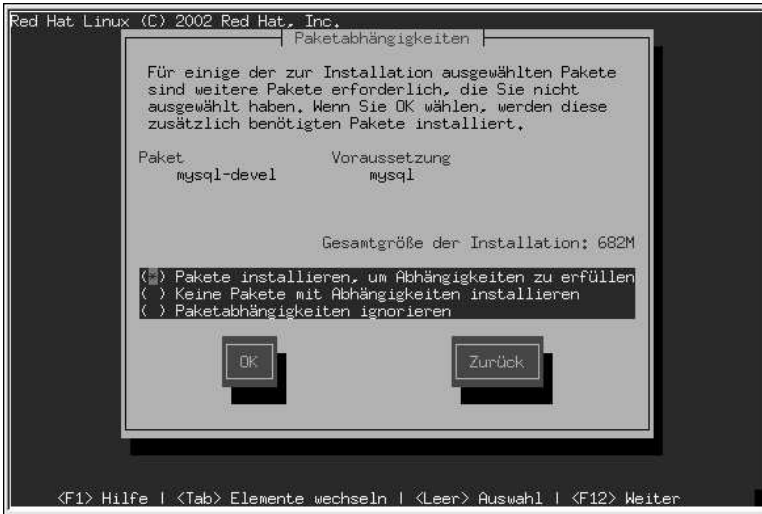 Red Hat Linux (C) 2002 Red Hat, Inc.
Paketabhängigkeiten
Für einige der zur Installation ausgewählten Pakete
sind weitere Pakete erforderlich, die Sie nicht
ausgewählt haben. Wenn Sie OK wählen, werden diese
zusätzlich benötigten Pakete installiert.
Paket Voraussetzung
mysql-devel mysql
Gesamtgröße der Installation: 682M
(*) Pakete installieren, um Abhängigkeiten zu erfüllen
( ) Keine Pakete mit Abhängigkeiten installieren
( ) Paketabhängigkeiten ignorieren
OK Zurück
<F1> Hilfe | <Tab> Elemente wechseln | <Leer> Auswahl | <F12> Weiter